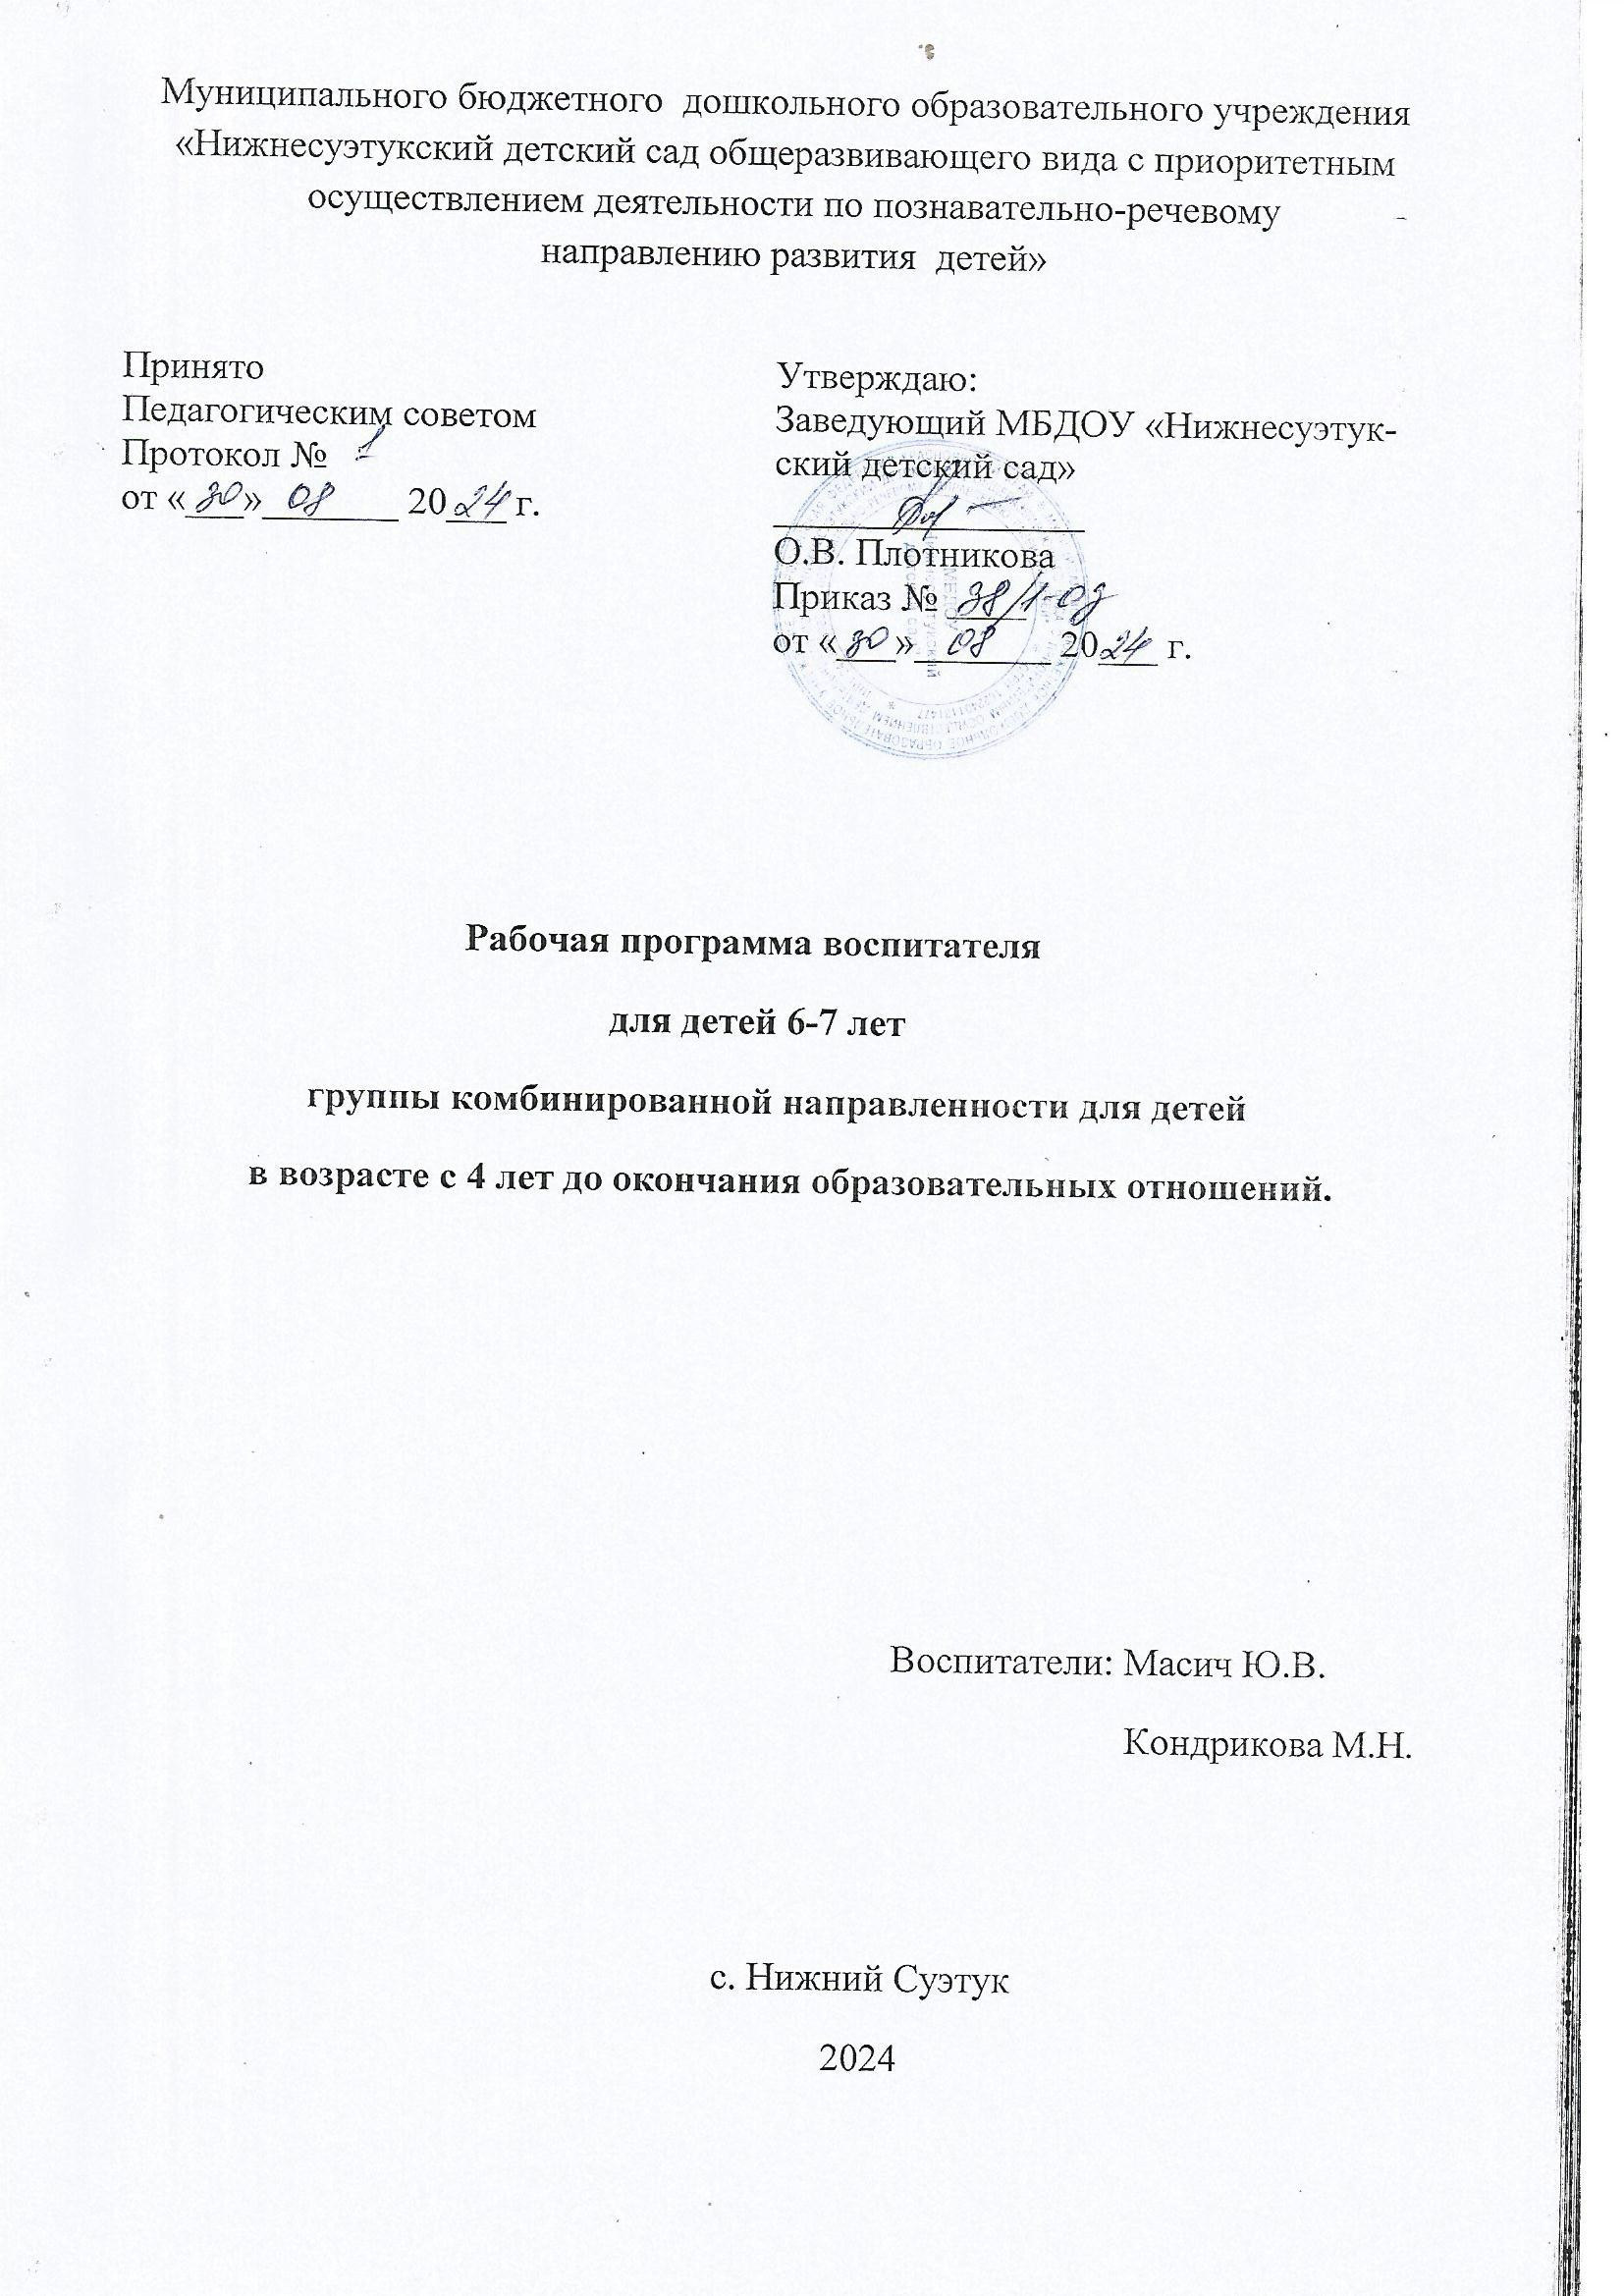 Муниципального бюджетного дошкольного образовательного учреждения
«Нижнесуэтукский детский сад общеразвивающего вида с приоритетным
осуществлением деятельности по познавательно-речевому
направлению развития детей»
Принято
Педагогическим советом
Протокол № 1
от «30» 08 2024 г.
Утверждаю:
Заведующий МБДОУ «Нижнесуэтук-
ский детский сад»
О.В. Плотникова
Приказ № 38/1-03
от «30» 08 2024 г.
Рабочая программа воспитателя
для детей 6-7 лет
группы комбинированной направленности для детей
в возрасте с 4 лет до окончания образовательных отношений.
Воспитатели: Масич Ю.В.
Кондрикова М.Н.
с. Нижний Суэтук
2024